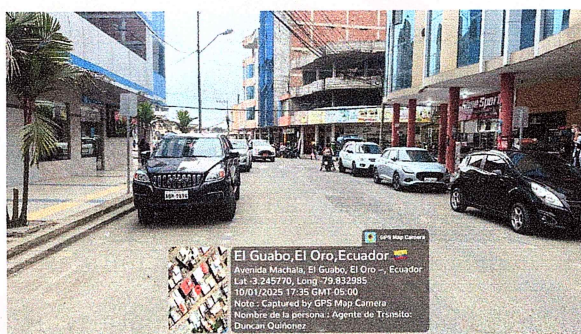 GPS Map Camera
El Guabo,El Oro,Ecuador
Avenida Machala, El Guabo, El Oro –, Ecuador
Lat -3.245770, Long -79.832985
10/01/2025 17:35 GMT-05:00
Note : Captured by GPS Map Camera
Nombre de la persona : Agente de Trsnsito:
Duncan Quiñonez